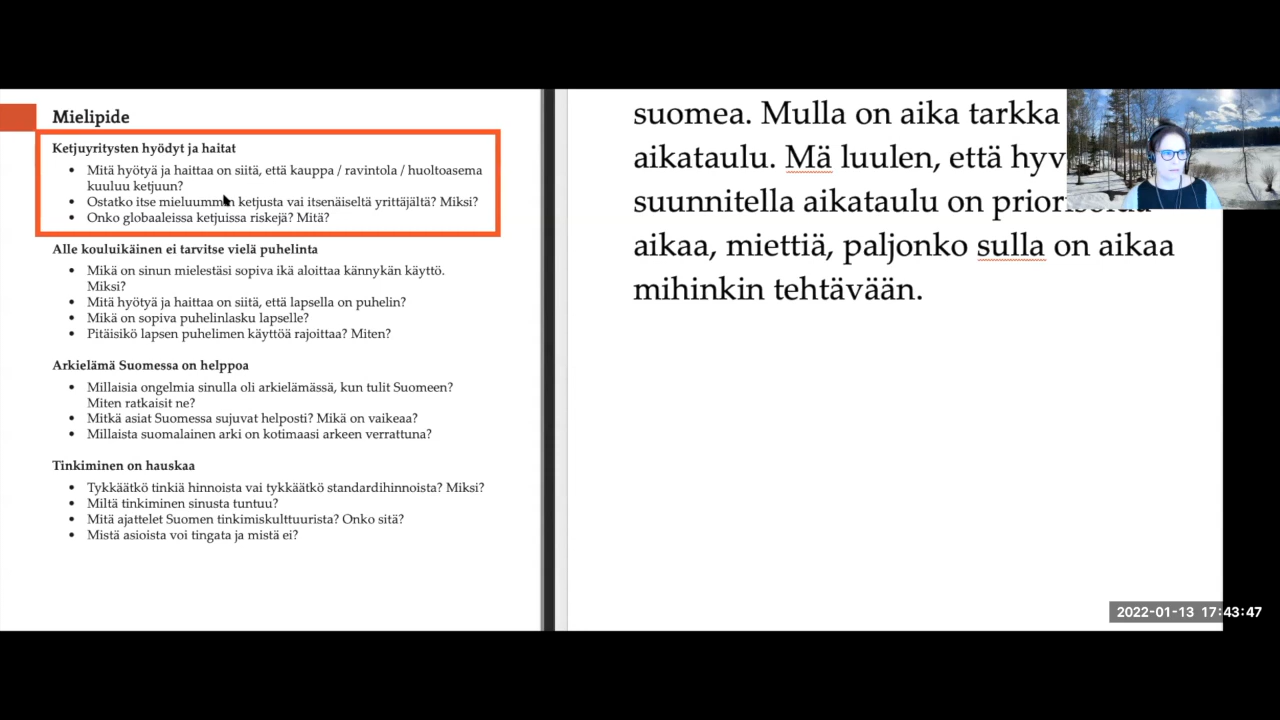 Mielipide
Ketjuyritysten hyödyt ja haitat
• Mitä hyötyä ja haittaa on siitä, että kauppa / ravintola / huoltoasema
kuuluu ketjuun?
• Ostatko itse mieluummin ketjusta vai itsenäiseltä yrittäjältä? Miksi?
• Onko globaaleissa ketjuissa riskejä? Mitä?
Alle kouluikäinen ei tarvitse vielä puhelinta
• Mikä on sinun mielestäsi sopiva ikä aloittaa kännykän käyttö.
Miksi?
• Mitä hyötyä ja haittaa on siitä, että lapsella on puhelin?
• Mikä on sopiva puhelinlasku lapselle?
• Pitäisikö lapsen puhelimen käyttöä rajoittaa? Miten?
Arkielämä Suomessa on helppoa
• Millaisia ongelmia sinulla oli arkielämässä, kun tulit Suomeen?
Miten ratkaisit ne?
• Mitkä asiat Suomessa sujuvat helposti? Mikä on vaikeaa?
• Millaista suomalainen arki on kotimaasi arkeen verrattuna?
Tinkiminen on hauskaa
• Tykkäätkö tinkiä hinnoista vai tykkäätkö standardihinnoista? Miksi?
• Miltä tinkiminen sinusta tuntuu?
• Mitä ajattelet Suomen tinkimiskulttuurista? Onko sitä?
• Mistä asioista voi tingata ja mistä ei?
suomea. Mulla on aika tarkka
aikataulu. Mä luulen, että
suunnitella aikataulu on
aikaa, miettiä, paljonko sulla on aikaa
mihinkin tehtävään.
2022-01-13 17:43:47